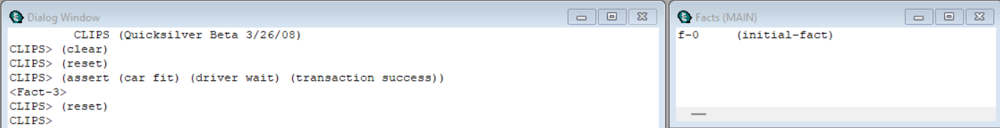 Dialog Window
CLIPS (Quicksilver Beta 3/26/08)
CLIPS> (clear)
CLIPS> (reset)
CLIPS> (assert (car fit) (driver wait) (transaction success))
<Fact-3>
CLIPS> (reset)
CLIPS>
Facts (MAIN)
f-0 (initial-fact)